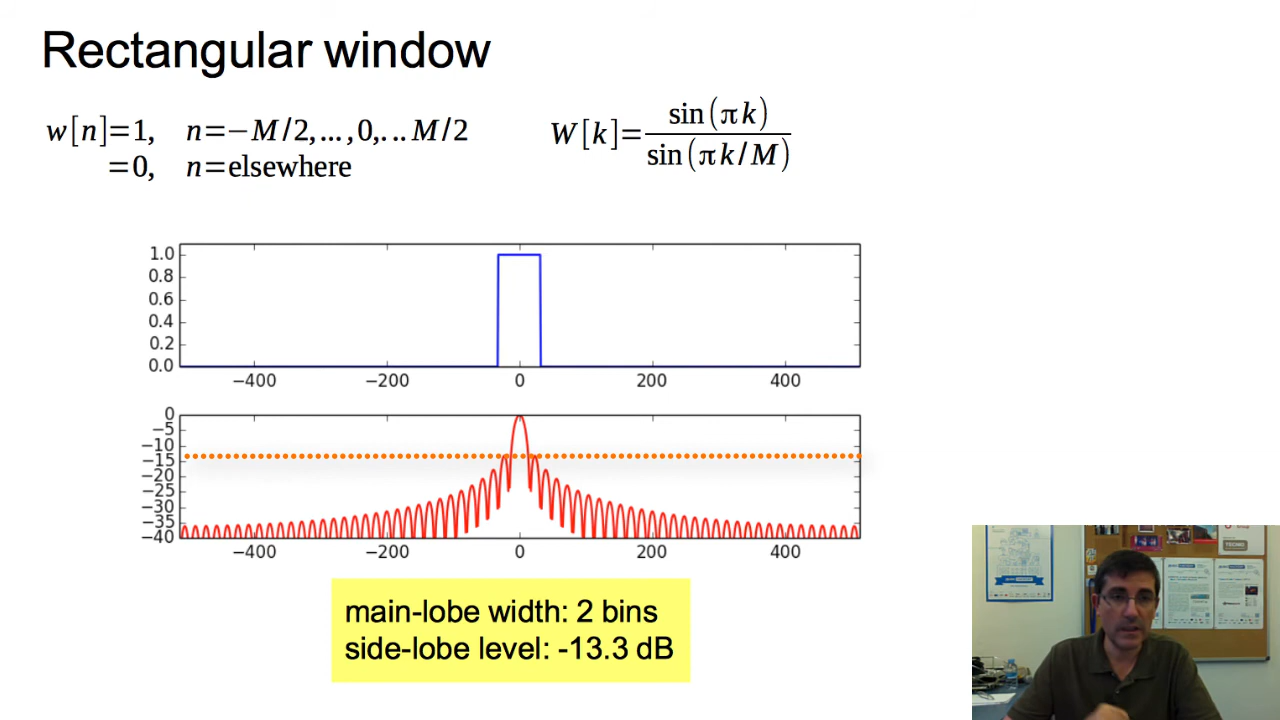 Rectangular window
w[n]=1, n=−M/2,...,0,...M/2
=0, n=elsewhere
W[k]=sin(πk)/sin(πk/M)
1.0
0.8
0.6
0.4
0.2
0.0
−400 −200 0 200 400
0
−5
−10
−15
−20
−25
−30
−35
−40
−400 −200 0 200 400
main-lobe width: 2 bins
side-lobe level: -13.3 dB